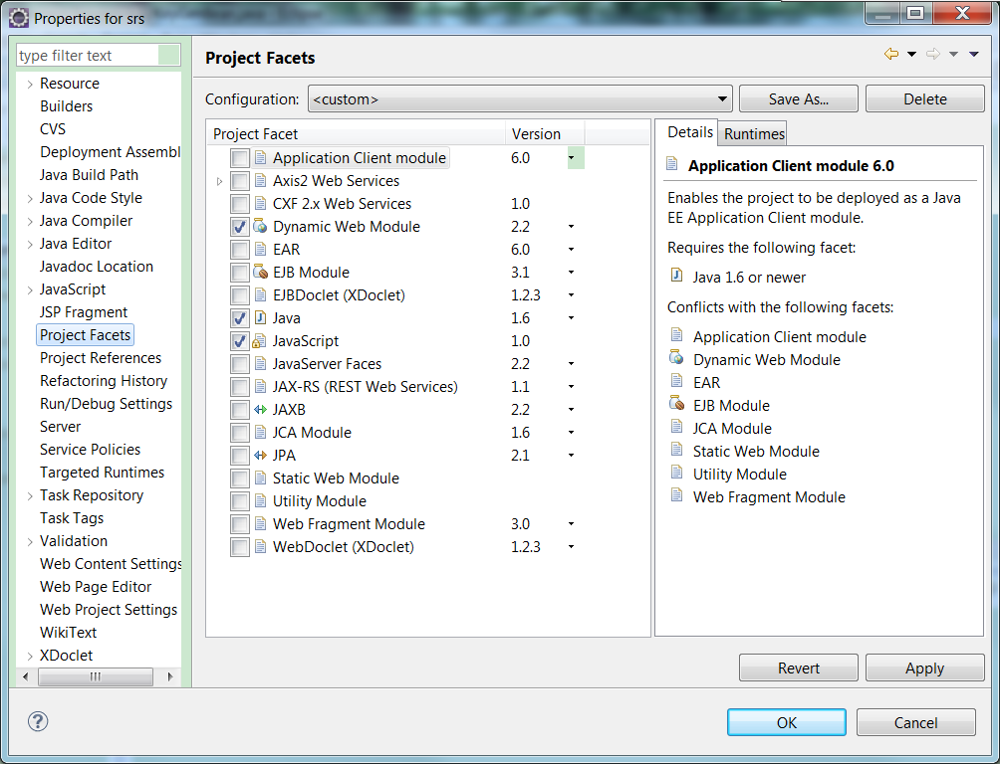 Properties for srs
type filter text
Resource
Builders
CVS
Deployment Assembl
Java Build Path
Java Code Style
Java Compiler
Java Editor
Javadoc Location
JavaScript
JSP Fragment
Project Facets
Project References
Refactoring History
Run/Debug Settings
Server
Service Policies
Targeted Runtimes
Task Repository
Task Tags
Validation
Web Content Settings
Web Page Editor
Web Project Settings
WikiText
XDoclet
Project Facets
Configuration: <custom> Save As... Delete
Project Facet Version
Application Client module 6.0
Axis2 Web Services
CXF 2.x Web Services 1.0
Dynamic Web Module 2.2
EAR 6.0
EJB Module 3.1
EJBDoclet (XDoclet) 1.2.3
Java 1.6
JavaScript 1.0
JavaServer Faces 2.2
JAX-RS (REST Web Services) 1.1
JAXB 2.2
JCA Module 1.6
JPA 2.1
Static Web Module
Utility Module
Web Fragment Module 3.0
WebDoclet (XDoclet) 1.2.3
Details Runtimes
Application Client module 6.0
Enables the project to be deployed as a Java
EE Application Client module.
Requires the following facet:
Java 1.6 or newer
Conflicts with the following facets:
Application Client module
Dynamic Web Module
EAR
EJB Module
JCA Module
Static Web Module
Utility Module
Web Fragment Module
Revert Apply
OK Cancel